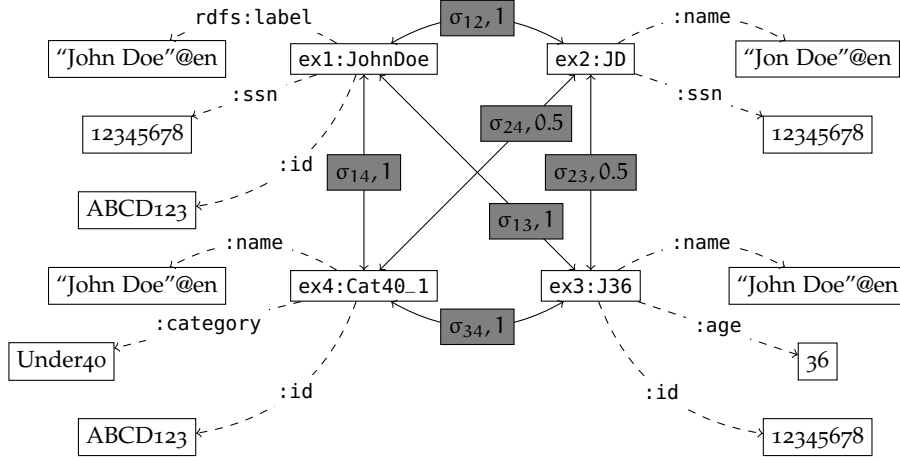 rdfs:label
σ12, 1
:name
“John Doe”@en
ex1:JohnDoe
ex2:JD
“Jon Doe”@en
:ssn
:ssn
12345678
σ24, 0.5
12345678
:id
σ14, 1
σ23, 0.5
ABCD123
σ13, 1
:name
:name
“John Doe”@en
ex4:Cat40_1
ex3:J36
“John Doe”@en
:category
σ34, 1
:age
Under40
36
:id
:id
ABCD123
12345678